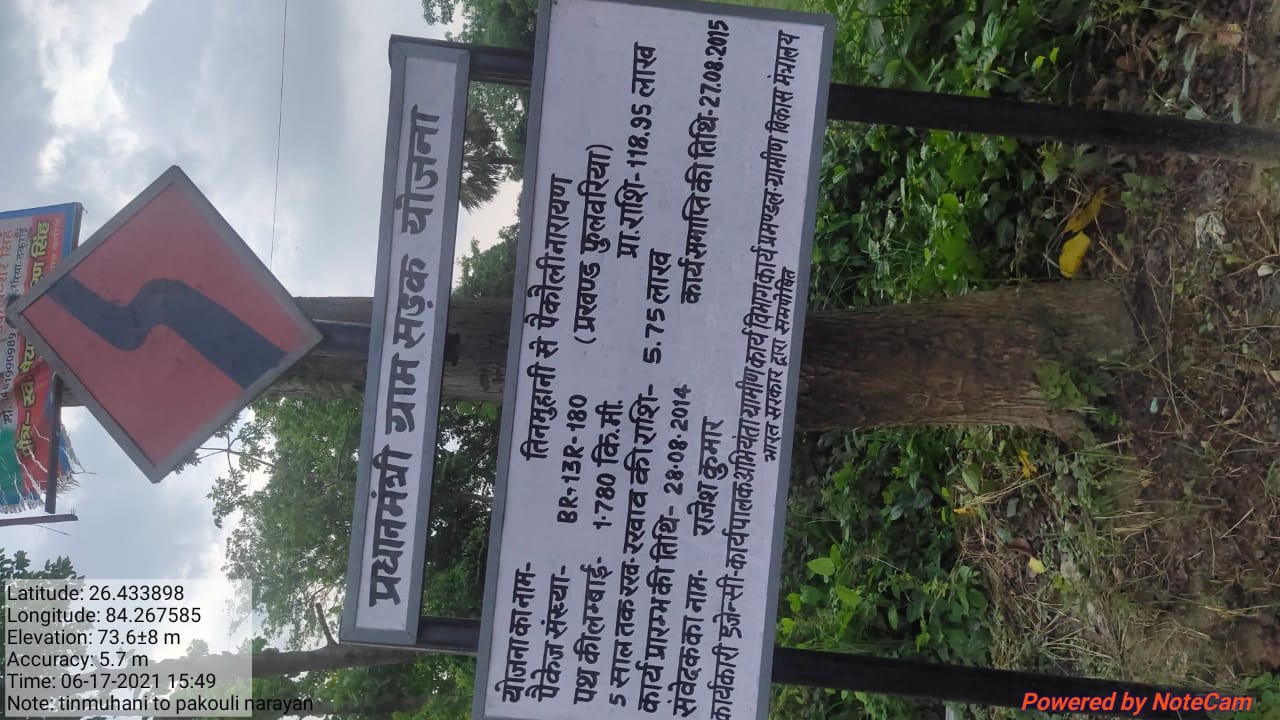 प्रधानमंत्री ग्राम सड़क योजना
योजना का नाम- तिनमुहानी से पैकौली नारायण
पैकेज संख्या- BR-13R-180 (प्रखण्ड फुलवरिया)
पथ की लम्बाई- 1.780 कि.मी. प्रा.राशि-118.95 लाख
5 साल तक रख-रखाव की राशि- 5.75 लाख
कार्य प्रारम्भ की तिथि- 28.08.2014 कार्य समाप्ति की तिथि-27.08.2015
संवेदक का नाम- राजेश कुमार
कार्यकारी इजेन्सी-कार्यपालक अभियंता ग्रामीण कार्य विभाग कार्य प्रमण्डल-ग्रामीण विकास मंत्रालय
भारत सरकार द्वारा समपोषित
Latitude: 26.433898
Longitude: 84.267585
Elevation: 73.6±8 m
Accuracy: 5.7 m
Time: 06-17-2021 15:49
Note: tinmuhani to pakouli narayan
Powered by NoteCam